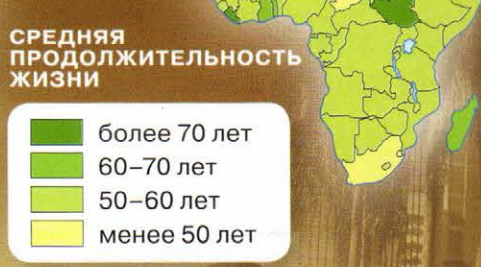 СРЕДНЯЯ
ПРОДОЛЖИТЕЛЬНОСТЬ
ЖИЗНИ
более 70 лет
60–70 лет
50–60 лет
менее 50 лет